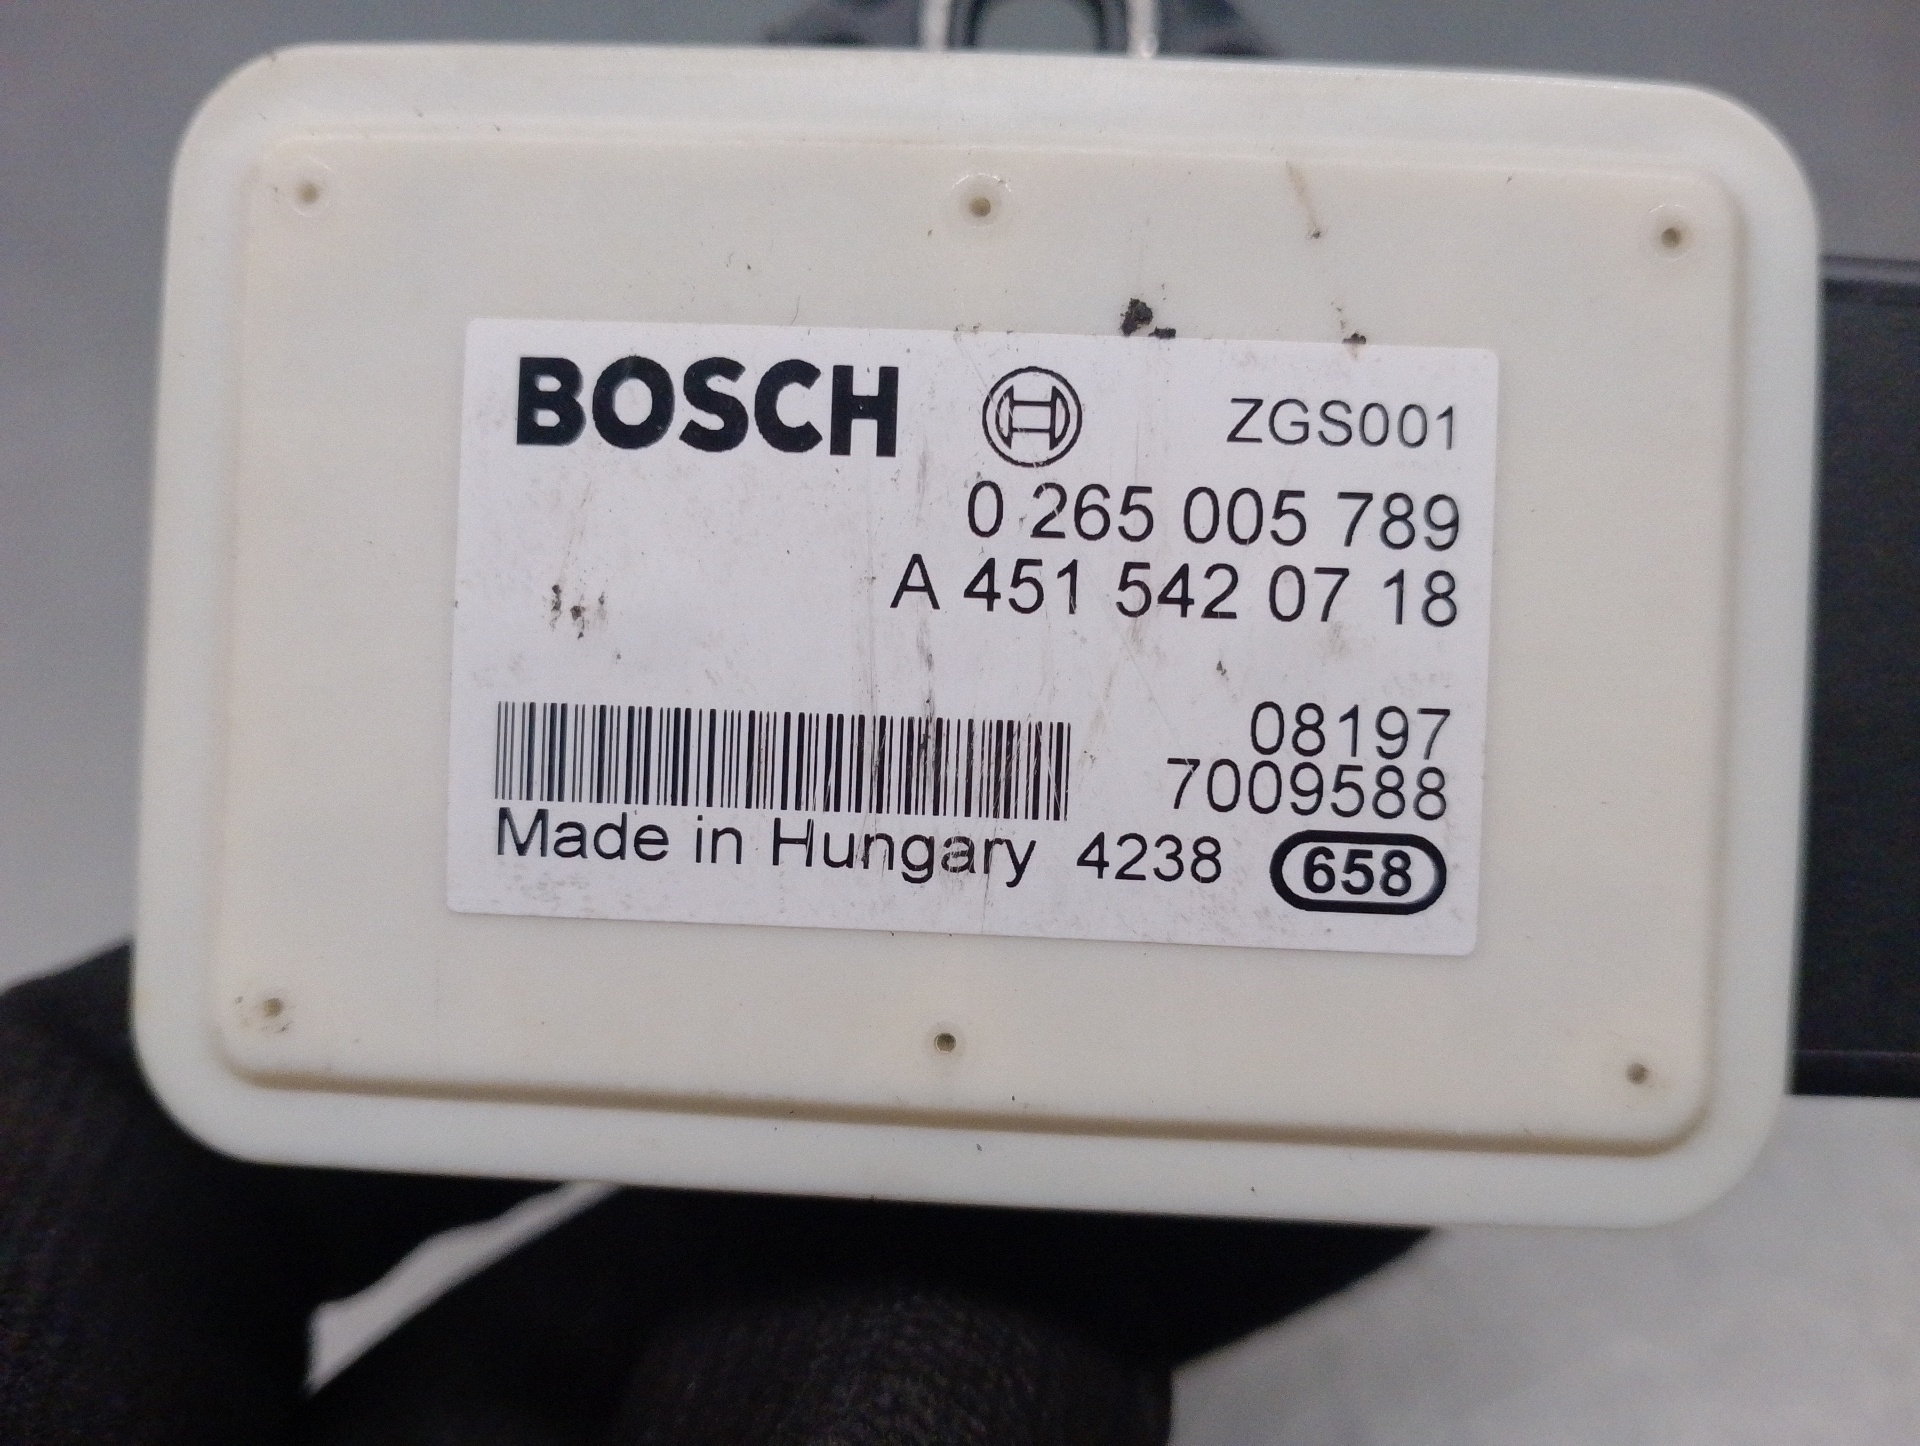 BOSCH ZGS001
0 265 005 789
A 451 542 07 18
08197
7009588
Made in Hungary 4238 658